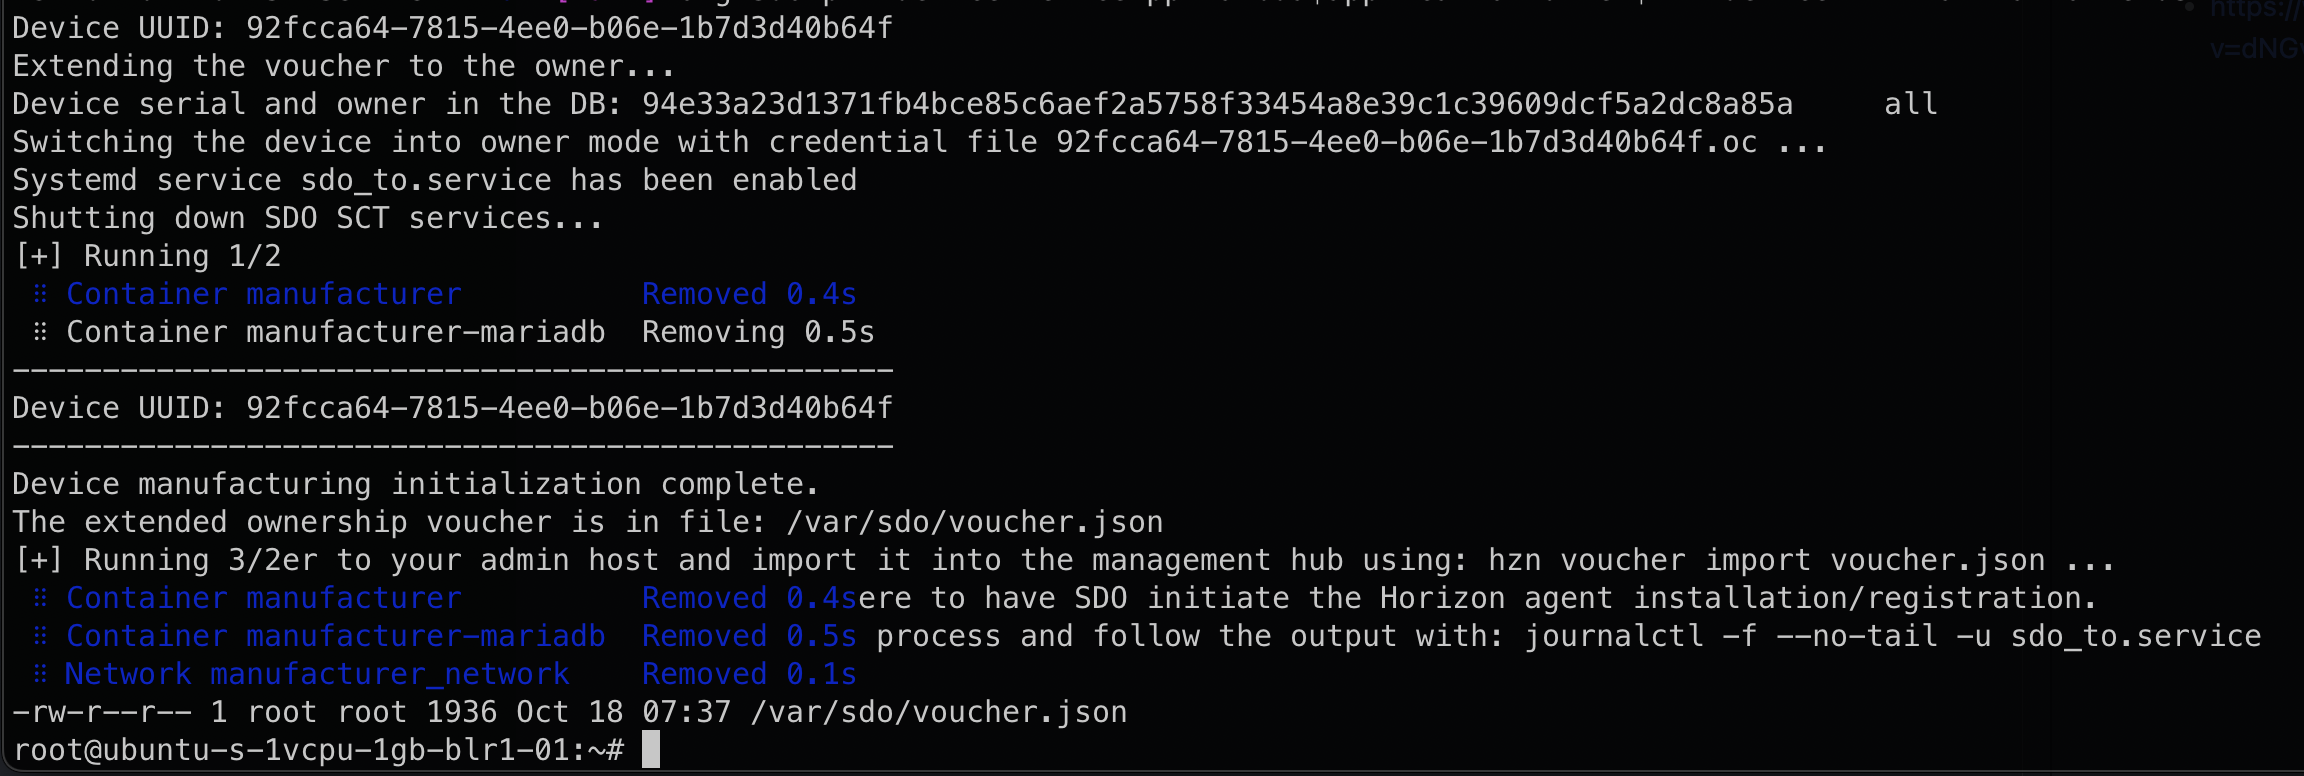 https://
v=dNG
Device UUID: 92fcca64-7815-4ee0-b06e-1b7d3d40b64f
Extending the voucher to the owner...
Device serial and owner in the DB: 94e33a23d1371fb4bce85c6aef2a5758f33454a8e39c1c39609dcf5a2dc8a85a     all
Switching the device into owner mode with credential file 92fcca64-7815-4ee0-b06e-1b7d3d40b64f.oc ...
Systemd service sdo_to.service has been enabled
Shutting down SDO SCT services...
[+] Running 1/2
 ⠿ Container manufacturer          Removed 0.4s
 ⠿ Container manufacturer-mariadb  Removing 0.5s
-------------------------------------------------
Device UUID: 92fcca64-7815-4ee0-b06e-1b7d3d40b64f
-------------------------------------------------
Device manufacturing initialization complete.
The extended ownership voucher is in file: /var/sdo/voucher.json
[+] Running 3/2er to your admin host and import it into the management hub using: hzn voucher import voucher.json ...
 ⠿ Container manufacturer          Removed 0.4sere to have SDO initiate the Horizon agent installation/registration.
 ⠿ Container manufacturer-mariadb  Removed 0.5s process and follow the output with: journalctl -f --no-tail -u sdo_to.service
 ⠿ Network manufacturer_network    Removed 0.1s
-rw-r--r-- 1 root root 1936 Oct 18 07:37 /var/sdo/voucher.json
root@ubuntu-s-1vcpu-1gb-blr1-01:~#